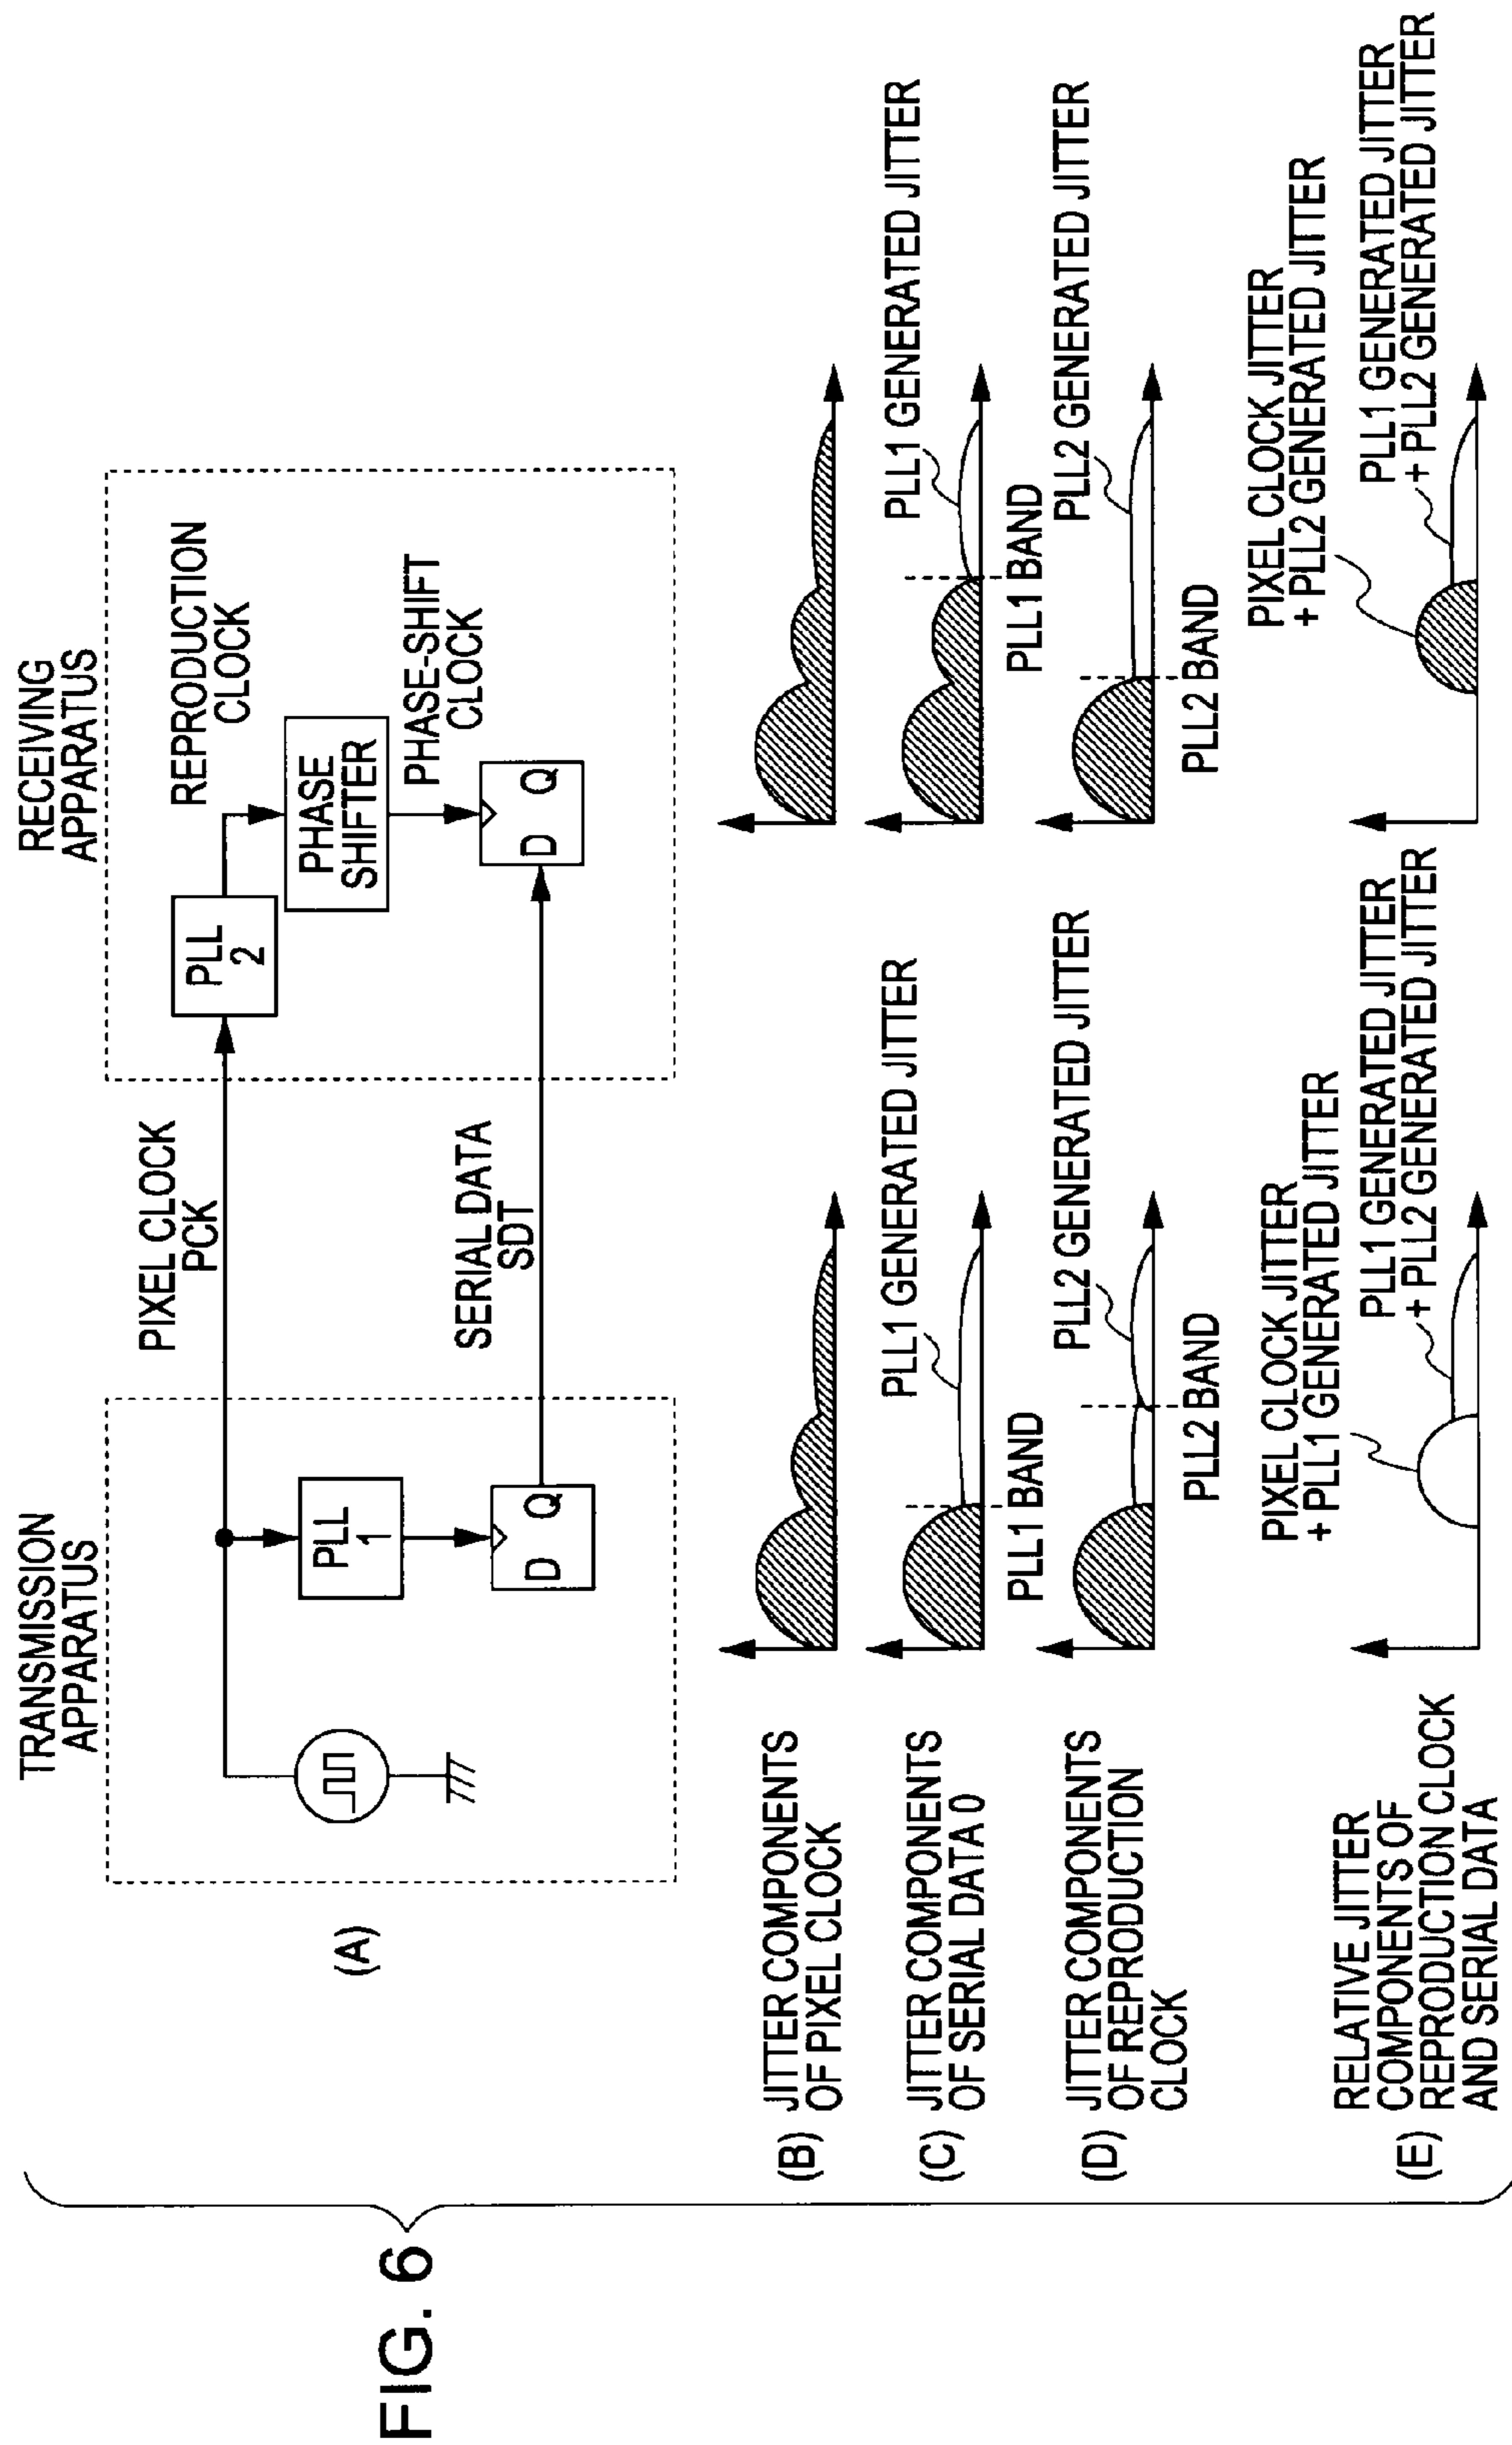 FIG. 6
(A)
TRANSMISSION
APPARATUS
PLL
1
D Q
PIXEL CLOCK
PCK
SERIAL DATA
SDT
RECEIVING
APPARATUS
PLL
2
REPRODUCTION
CLOCK
PHASE
SHIFTER
PHASE-SHIFT
CLOCK
D Q
(B) JITTER COMPONENTS
OF PIXEL CLOCK
(C) JITTER COMPONENTS
OF SERIAL DATA 0
PLL1 GENERATED JITTER
PLL1 BAND
PLL1 GENERATED JITTER
PLL1 BAND
(D) JITTER COMPONENTS
OF REPRODUCTION
CLOCK
PLL2 GENERATED JITTER
PLL2 BAND
PLL2 GENERATED JITTER
PLL2 BAND
(E) RELATIVE JITTER
COMPONENTS OF
REPRODUCTION CLOCK
AND SERIAL DATA
PIXEL CLOCK JITTER
+ PLL1 GENERATED JITTER
PLL1 GENERATED JITTER
+ PLL2 GENERATED JITTER
PIXEL CLOCK JITTER
+ PLL2 GENERATED JITTER
PLL1 GENERATED JITTER
+ PLL2 GENERATED JITTER